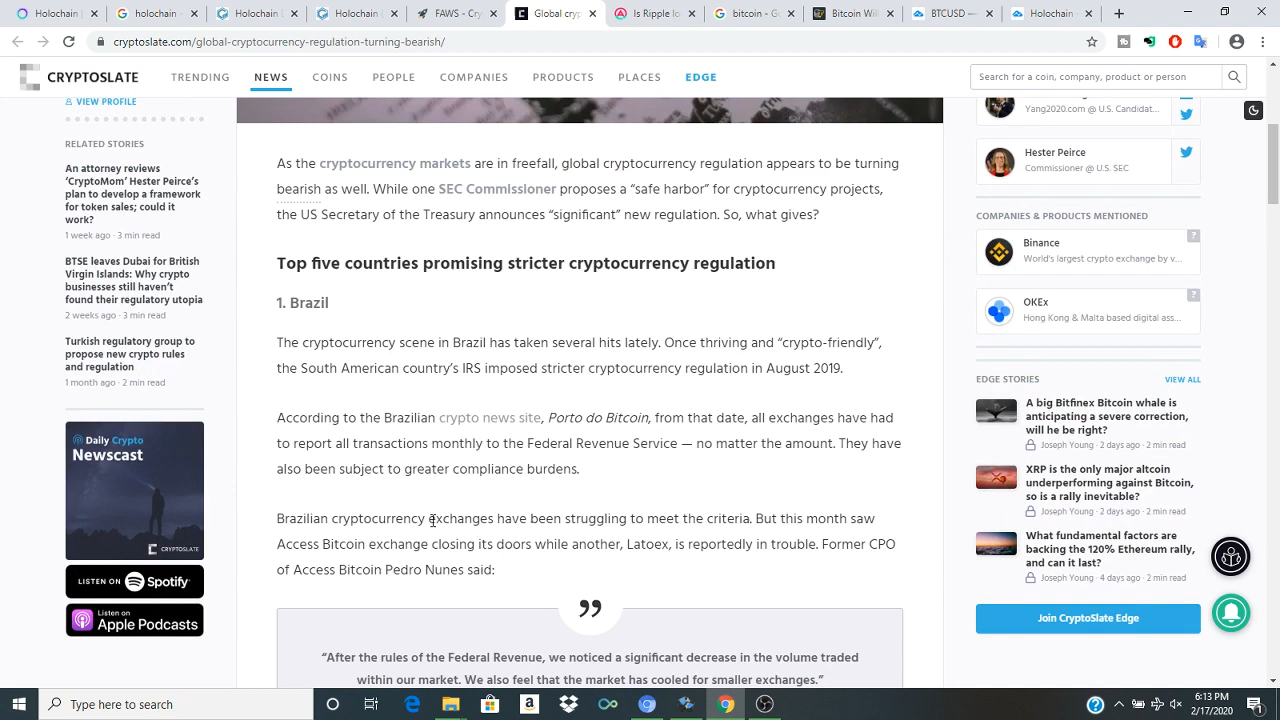 FAWS
Global cryp
Bitcoin - G
Bitcoin Wil
BTCUSD -
Heolds
cryptoslate.com/global-cryptocurrency-regulation-turning-bearish/
CRYPTOSLATE
TRENDING NEWS COINS PEOPLE COMPANIES PRODUCTS PLACES EDGE
Search for a coin, company, product or person
VIEW PROFILE
RELATED STORIES
An attorney reviews
‘CryptoMom’ Hester Peirce’s
plan to develop a framework
for token sales; could it
work?
1 week ago · 3 min read
BTSE leaves Dubai for British
Virgin Islands: Why crypto
businesses still haven’t
found their regulatory utopia
2 weeks ago · 3 min read
Turkish regulatory group to
propose new crypto rules
and regulation
1 month ago · 2 min read
Daily Crypto
Newscast
CRYPTOSLATE
LISTEN ON Spotify
Listen on
Apple Podcasts
As the cryptocurrency markets are in freefall, global cryptocurrency regulation appears to be turning
bearish as well. While one SEC Commissioner proposes a “safe harbor” for cryptocurrency projects,
the US Secretary of the Treasury announces “significant” new regulation. So, what gives?
Top five countries promising stricter cryptocurrency regulation
1. Brazil
The cryptocurrency scene in Brazil has taken several hits lately. Once thriving and “crypto-friendly”,
the South American country’s IRS imposed stricter cryptocurrency regulation in August 2019.
According to the Brazilian crypto news site, Porto do Bitcoin, from that date, all exchanges have had
to report all transactions monthly to the Federal Revenue Service — no matter the amount. They have
also been subject to greater compliance burdens.
Brazilian cryptocurrency exchanges have been struggling to meet the criteria. But this month saw
Access Bitcoin exchange closing its doors while another, Latoex, is reportedly in trouble. Former CPO
of Access Bitcoin Pedro Nunes said:
“After the rules of the Federal Revenue, we noticed a significant decrease in the volume traded
within our market. We also feel that the market has cooled for smaller exchanges.”
Yang2020.com @ U.S. Candidat...
Hester Peirce
Commissioner @ U.S. SEC
COMPANIES & PRODUCTS MENTIONED
Binance
World's largest crypto exchange by v...
?
OKEx
Hong Kong & Malta based digital ass...
?
EDGE STORIES
VIEW ALL
A big Bitfinex Bitcoin whale is
anticipating a severe correction,
will he be right?
Joseph Young · 2 days ago · 2 min read
XRP is the only major altcoin
underperforming against Bitcoin,
so is a rally inevitable?
Joseph Young · 2 days ago · 2 min read
What fundamental factors are
backing the 120% Ethereum rally,
and can it last?
Joseph Young · 4 days ago · 2 min read
Join CryptoSlate Edge
Type here to search
6:13 PM
2/17/2020